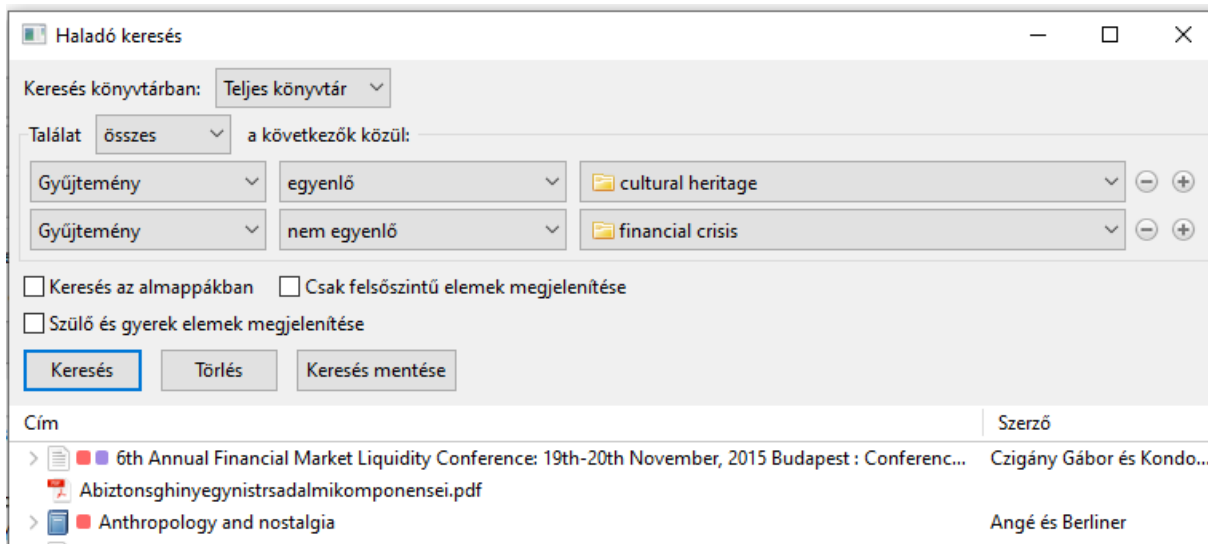 Haladó keresés
Keresés könyvtárban: Teljes könyvtár
Találat összes a következők közül:
Gyűjtemény egyenlő cultural heritage
Gyűjtemény nem egyenlő financial crisis
Keresés az almappákban Csak felsőszintű elemek megjelenítése
Szülő és gyerek elemek megjelenítése
Keresés Törlés Keresés mentése
Cím Szerző
6th Annual Financial Market Liquidity Conference: 19th-20th November, 2015 Budapest : Conferenc... Czigány Gábor és Kondo...
Abiztonsghinyegynistrsadalmikomponensei.pdf
Anthropology and nostalgia Angé és Berliner